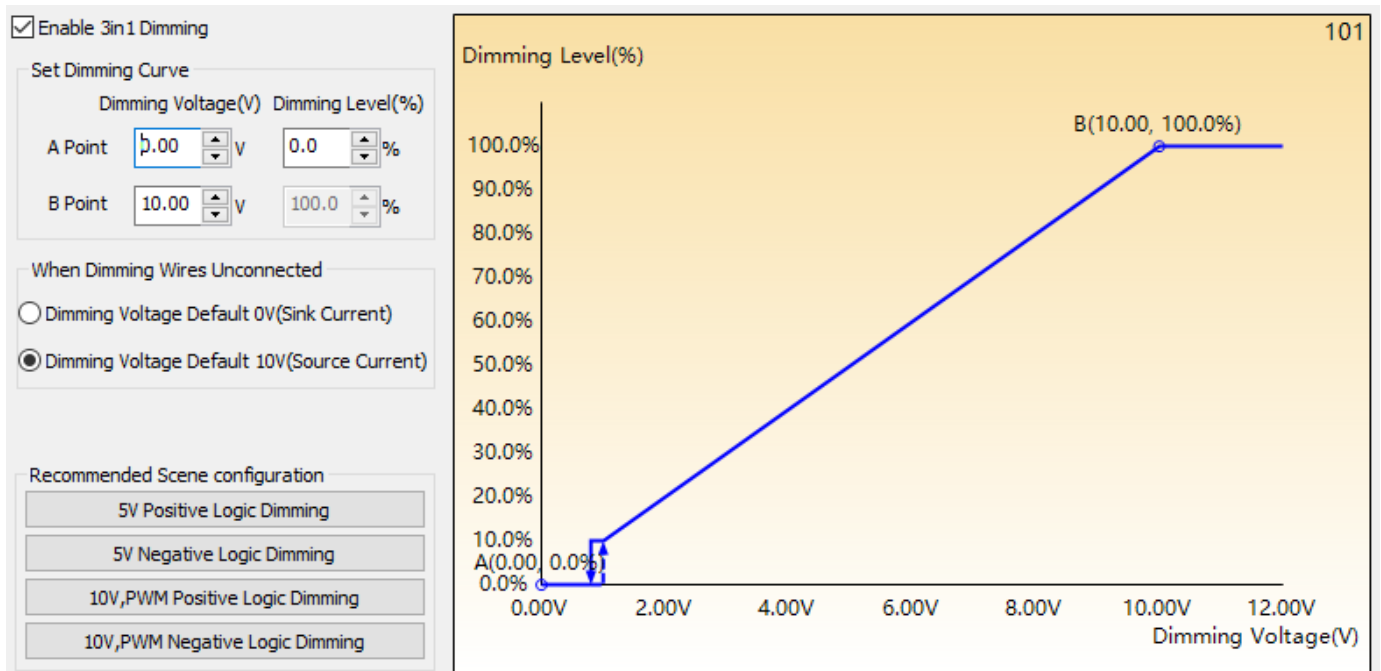 Enable 3in1 Dimming
Set Dimming Curve
Dimming Voltage(V) Dimming Level(%)
A Point 0.00 V 0.0 %
B Point 10.00 V 100.0 %
When Dimming Wires Unconnected
Dimming Voltage Default 0V(Sink Current)
Dimming Voltage Default 10V(Source Current)
Recommended Scene configuration
5V Positive Logic Dimming
5V Negative Logic Dimming
10V,PWM Positive Logic Dimming
10V,PWM Negative Logic Dimming
101
Dimming Level(%)
B(10.00, 100.0%)
100.0%
90.0%
80.0%
70.0%
60.0%
50.0%
40.0%
30.0%
20.0%
10.0%
A(0.00, 0.0%)
0.0%
0.00V 2.00V 4.00V 6.00V 8.00V 10.00V 12.00V
Dimming Voltage(V)